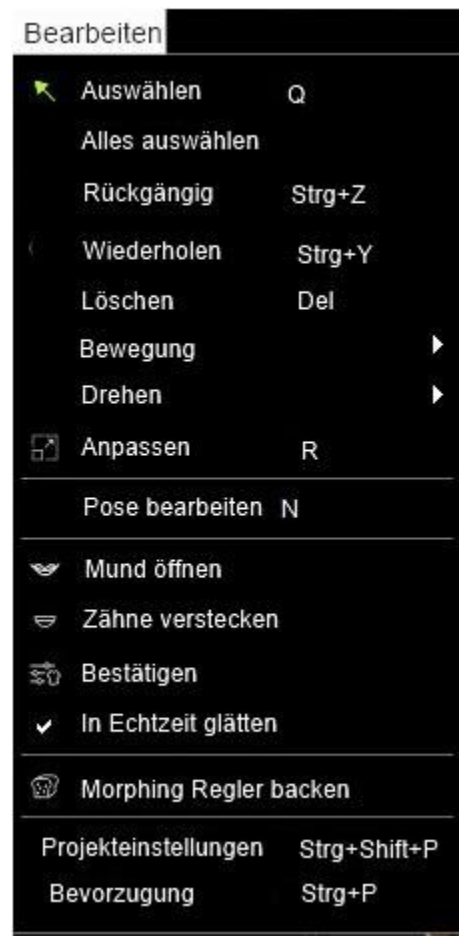 Bearbeiten
Auswählen Q
Alles auswählen
Rückgängig Strg+Z
Wiederholen Strg+Y
Löschen Del
Bewegung
Drehen
Anpassen R
Pose bearbeiten N
Mund öffnen
Zähne verstecken
Bestätigen
In Echtzeit glätten
Morphing Regler backen
Projekteinstellungen Strg+Shift+P
Bevorzugung Strg+P